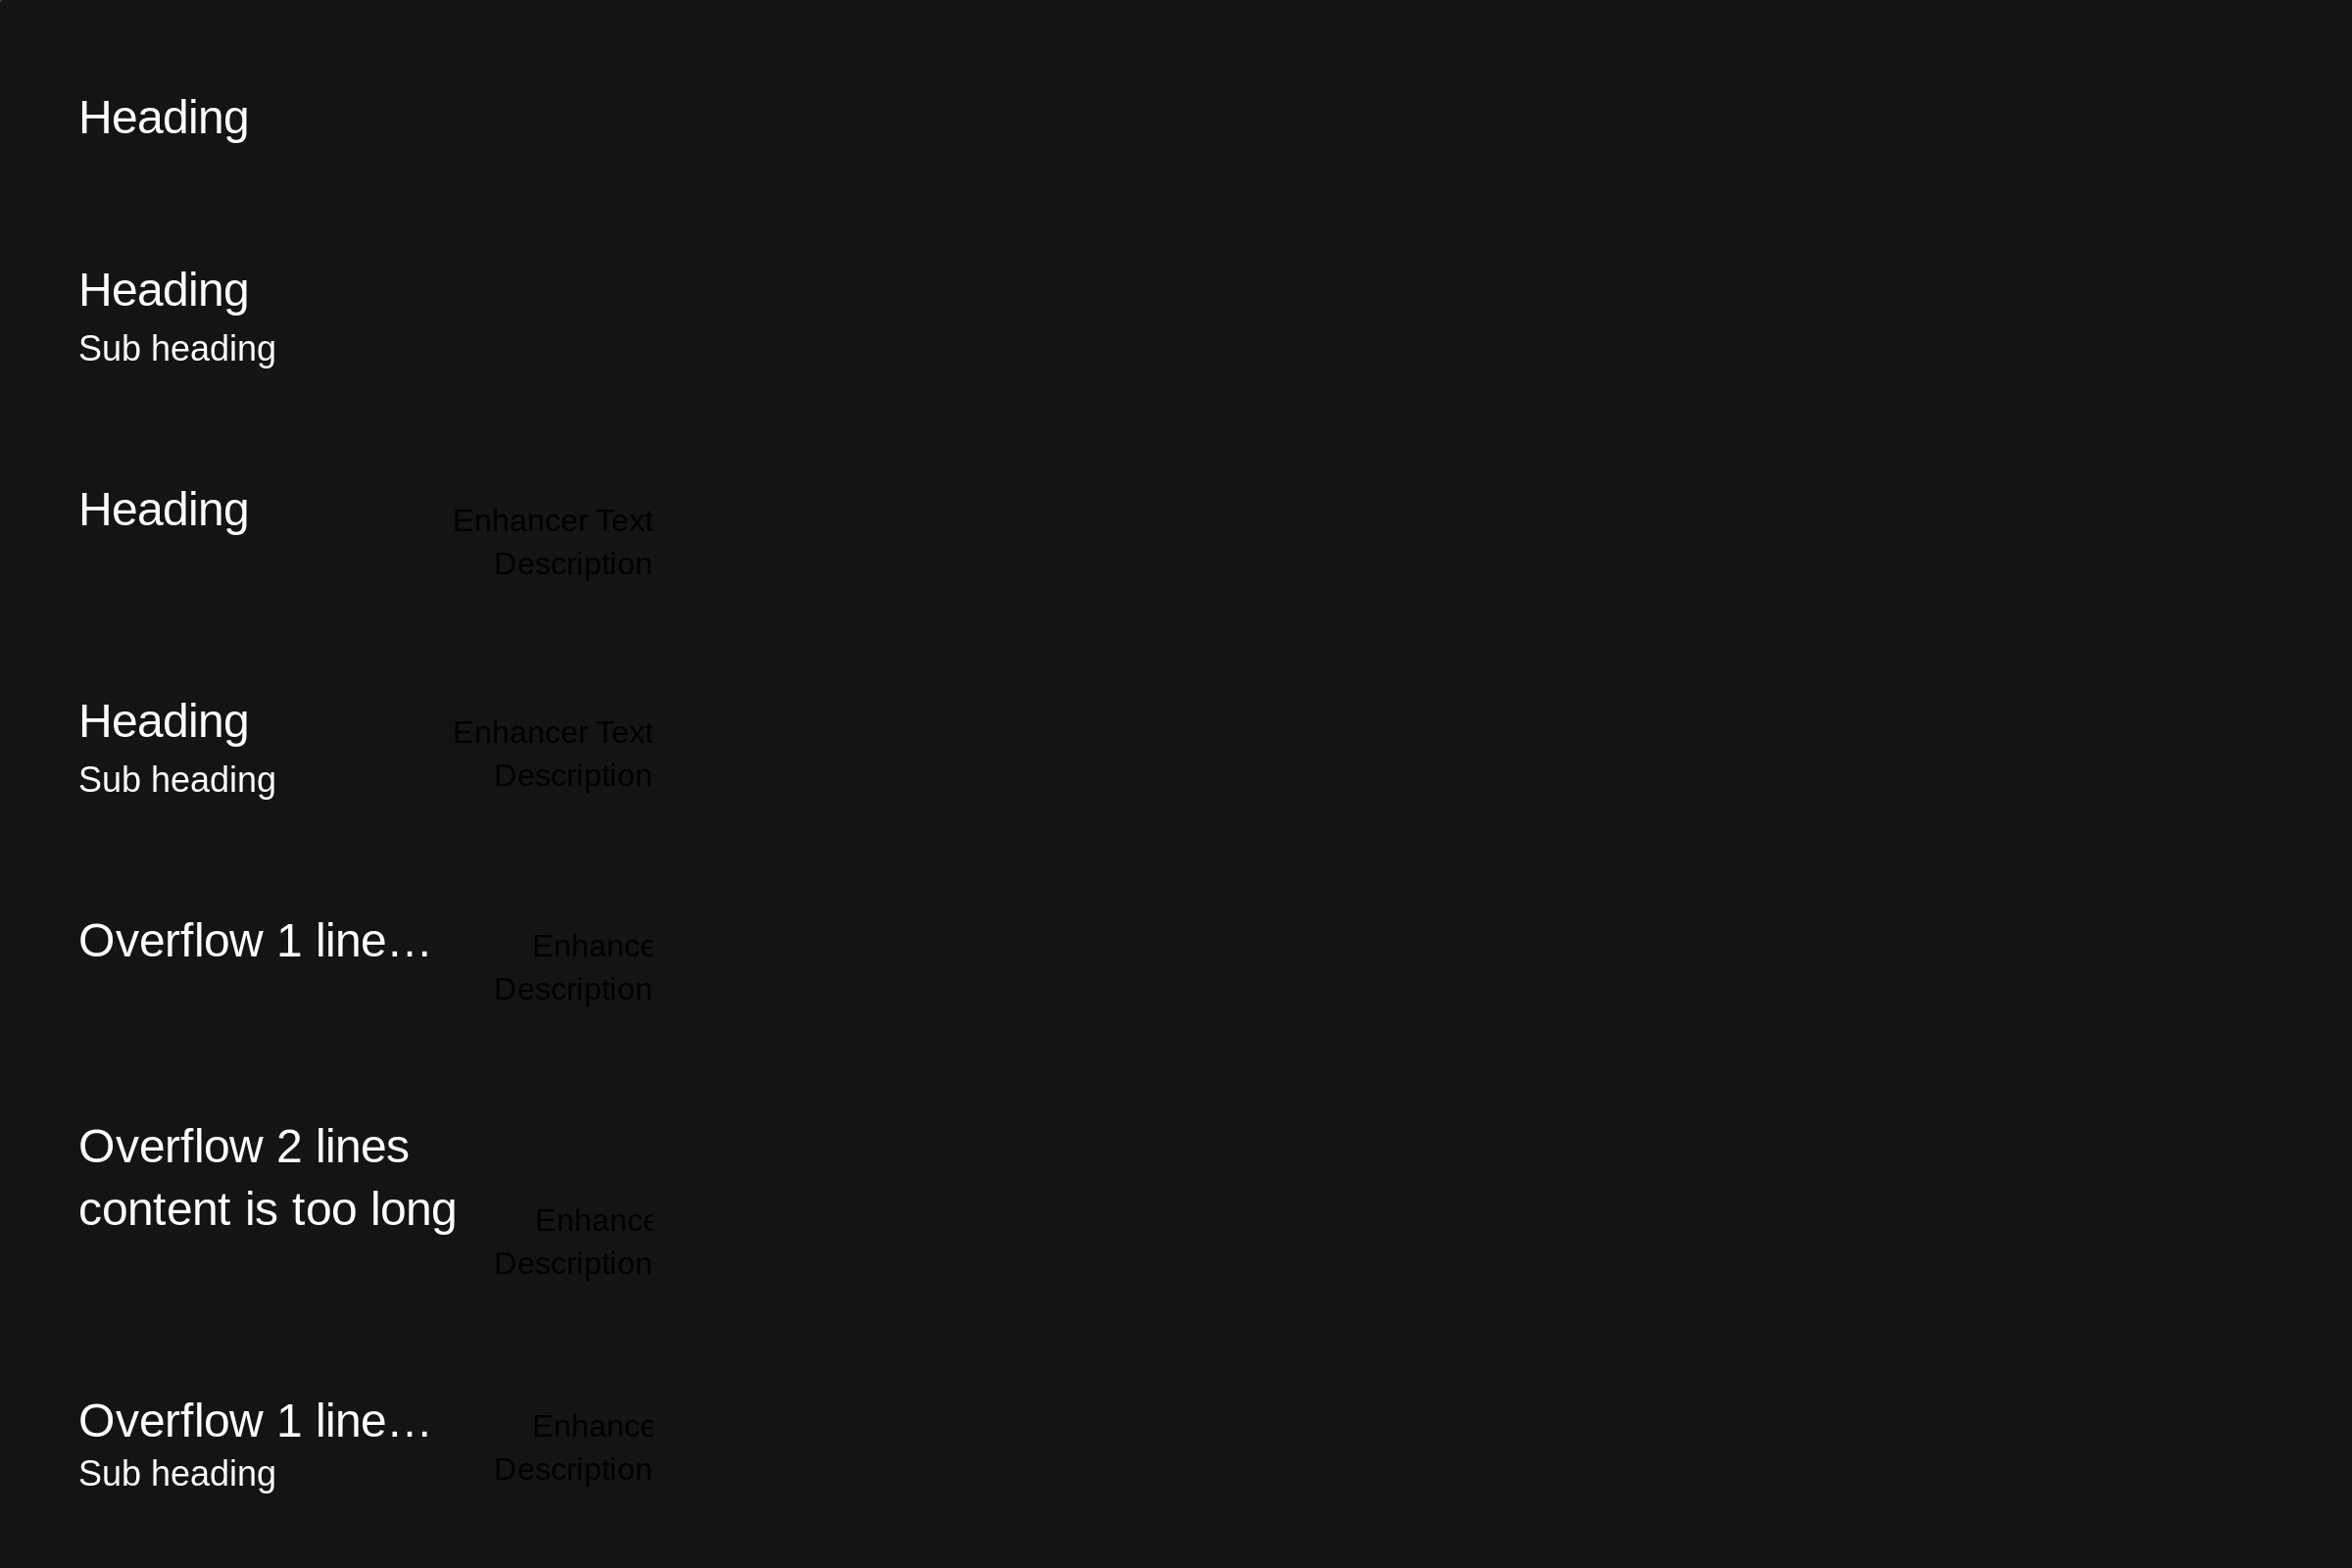 Heading
Heading
Sub heading
Heading
Enhancer Text
Description
Heading
Enhancer Text
Sub heading
Description
Overflow 1 line…
Enhance
Description
Overflow 2 lines
content is too long
Enhance
Description
Overflow 1 line…
Enhance
Sub heading
Description